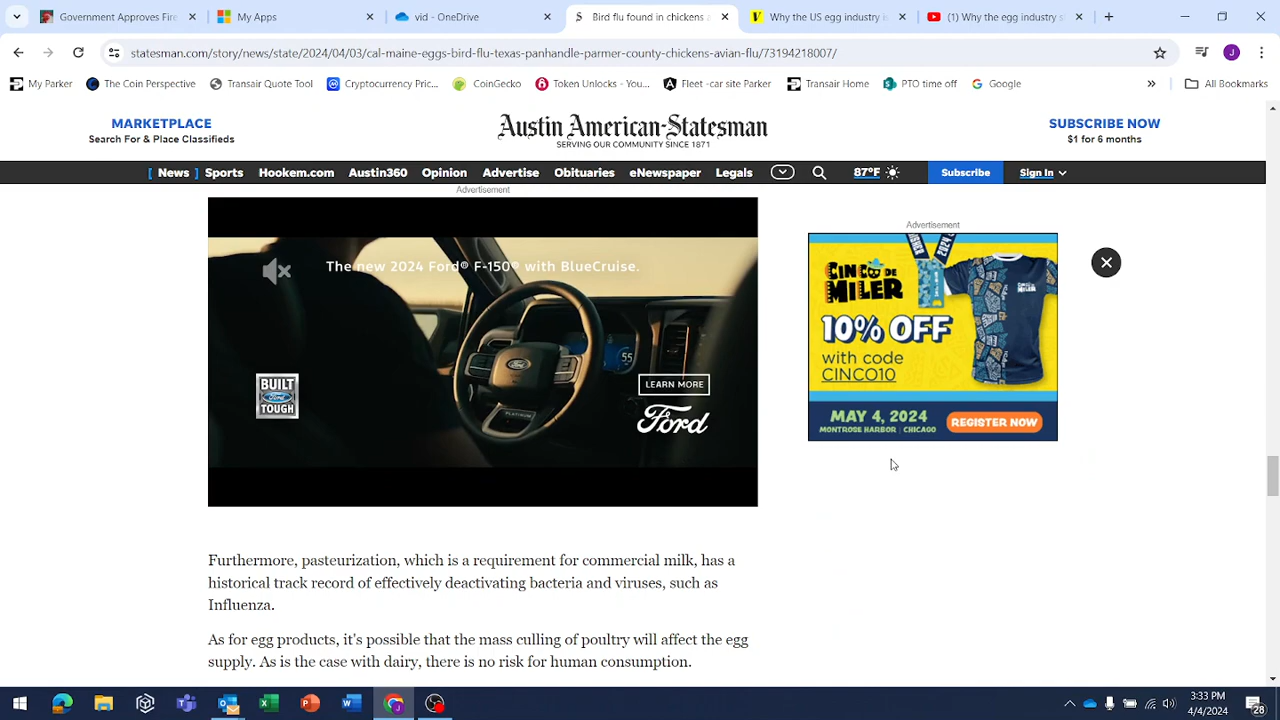 Government Approves Fire
My Apps
vid - OneDrive
Bird flu found in chickens a
Why the US egg industry i
(1) Why the egg industry s
statesman.com/story/news/state/2024/04/03/cal-maine-eggs-bird-flu-texas-panhandle-parmer-county-chickens-avian-flu/73194218007/
J
My Parker
The Coin Perspective
Transair Quote Tool
Cryptocurrency Pric...
CoinGecko
Token Unlocks - You...
Fleet -car site Parker
Transair Home
PTO time off
Google
»
All Bookmarks
MARKETPLACE
Search For & Place Classifieds
Austin American-Statesman
SERVING OUR COMMUNITY SINCE 1871
SUBSCRIBE NOW
$1 for 6 months
[ News ] Sports Hookem.com Austin360 Opinion Advertise Obituaries eNewspaper Legals 87°F Subscribe Sign In
Advertisement
The new 2024 Ford® F-150® with BlueCruise.
55
Ford
PLATINUM
BUILT
Ford
TOUGH
LEARN MORE
Ford
Advertisement
CINCO DE
MILER
10% OFF
with code
CINCO10
MAY 4, 2024
MONTROSE HARBOR | CHICAGO
REGISTER NOW
Furthermore, pasteurization, which is a requirement for commercial milk, has a
historical track record of effectively deactivating bacteria and viruses, such as
Influenza.
As for egg products, it's possible that the mass culling of poultry will affect the egg
supply. As is the case with dairy, there is no risk for human consumption.
3:33 PM
4/4/2024
28